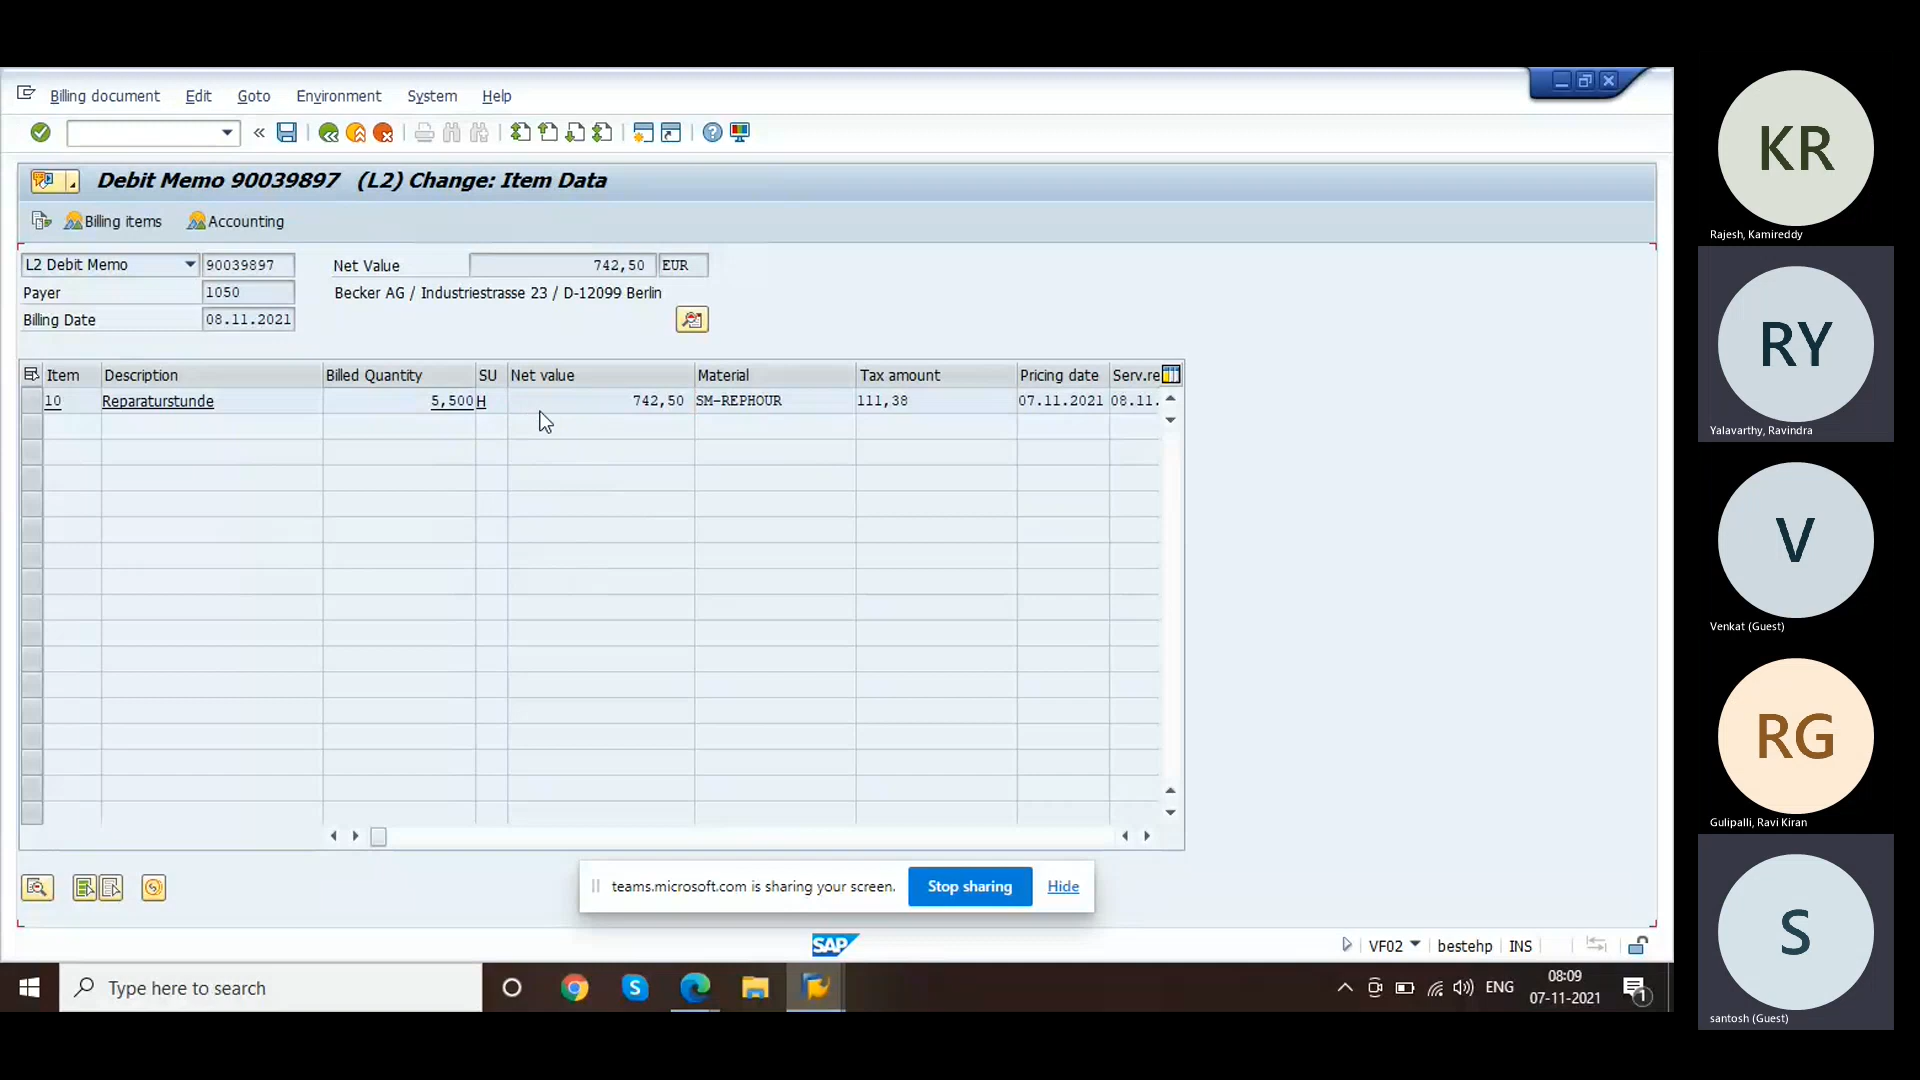 Billing document Edit Goto Environment System Help
Debit Memo 90039897 (L2) Change: Item Data
Billing items Accounting
L2 Debit Memo 90039897 Net Value 742,50 EUR
Payer 1050 Becker AG / Industriestrasse 23 / D-12099 Berlin
Billing Date 08.11.2021
Item Description Billed Quantity SU Net value Material Tax amount Pricing date Serv.re
10 Reparaturstunde 5,500 H 742,50 SM-REPHOUR 111,38 07.11.2021 08.11.
teams.microsoft.com is sharing your screen. Stop sharing Hide
SAP VF02 bestehp INS
Type here to search
S
ENG 08:09
07-11-2021
1
KR
Rajesh, Kamireddy
RY
Yalavarthy, Ravindra
V
Venkat (Guest)
RG
Gulipalli, Ravi Kiran
S
santosh (Guest)